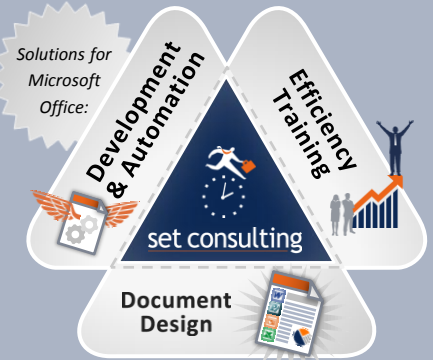 Solutions for
Microsoft
Office:
Development
& Automation
Efficiency
Training
set consulting
Document
Design